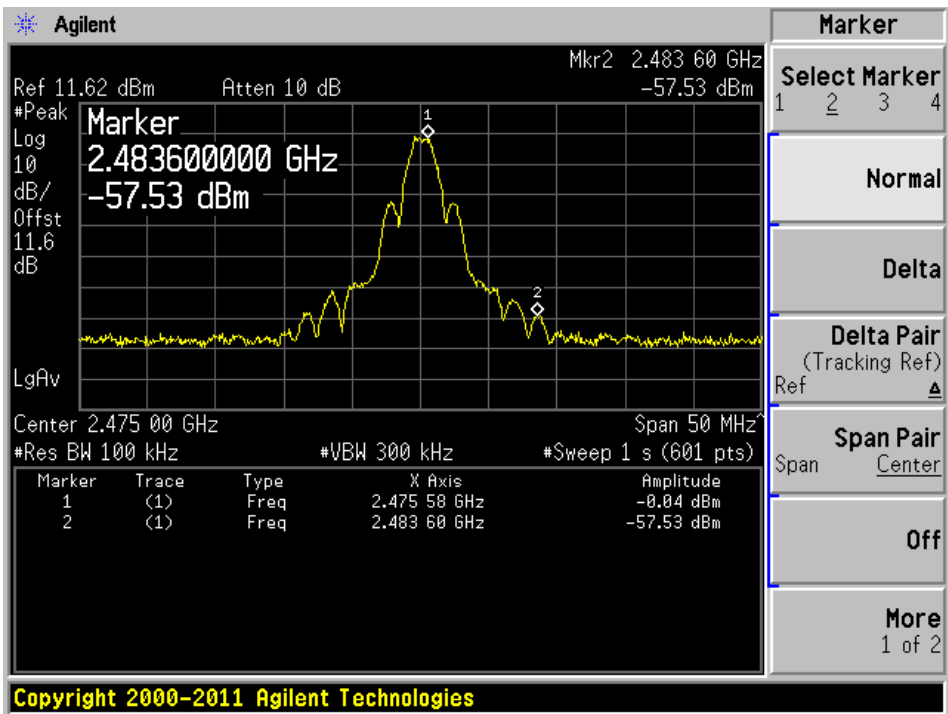 Agilent
Marker
Mkr2 2.483 60 GHz
Ref 11.62 dBm Atten 10 dB -57.53 dBm
#Peak
Log
10
dB/
Offst
11.6
dB
LgAv
Marker
2.483600000 GHz
-57.53 dBm
1
2
Center 2.475 00 GHz Span 50 MHz^
#Res BW 100 kHz #VBW 300 kHz #Sweep 1 s (601 pts)
Marker Trace Type X Axis Amplitude
1 (1) Freq 2.475 58 GHz -0.04 dBm
2 (1) Freq 2.483 60 GHz -57.53 dBm
Select Marker
1 2 3 4
Normal
Delta
Delta Pair
(Tracking Ref)
Ref Δ
Span Pair
Span Center
Off
More
1 of 2
Copyright 2000-2011 Agilent Technologies